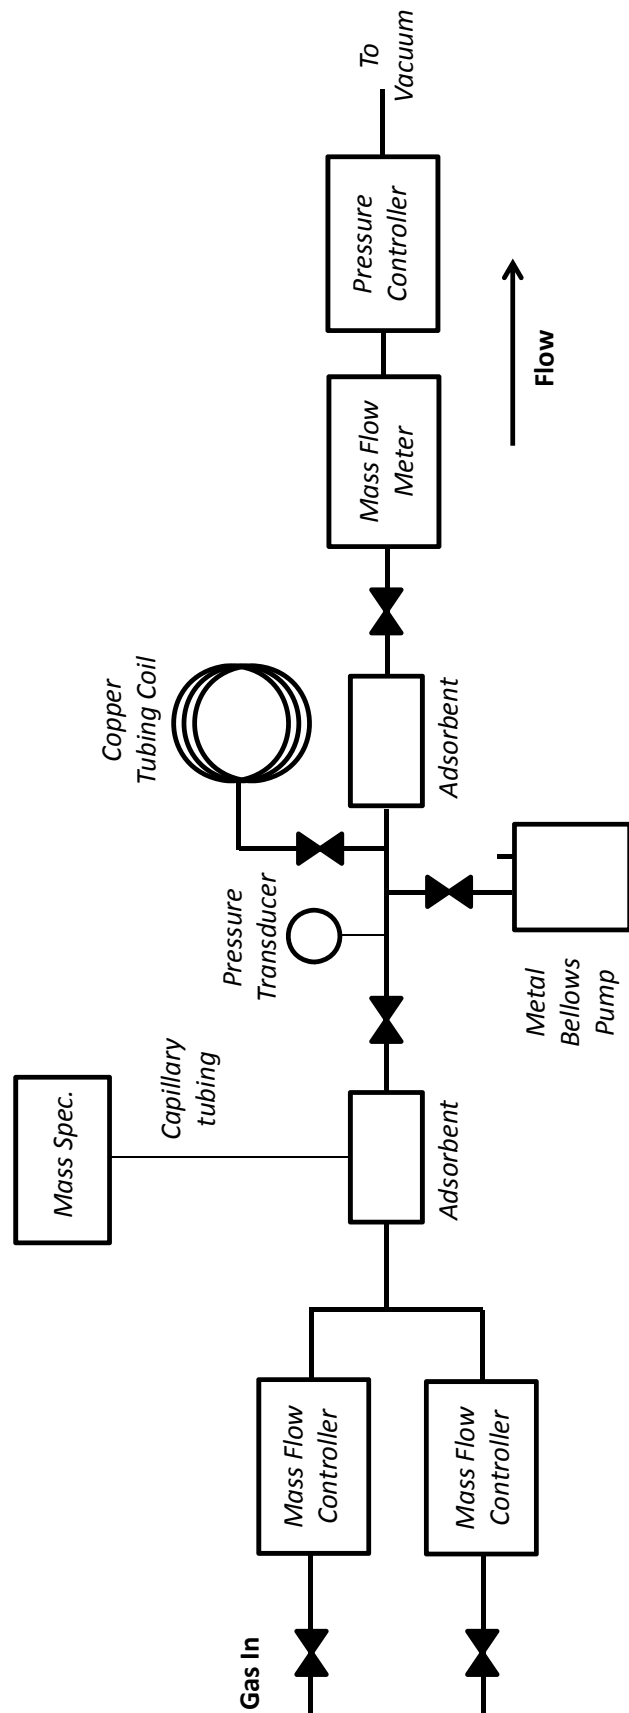 Gas In
Mass Flow
Controller
Mass Flow
Controller
Mass Spec.
Capillary
tubing
Adsorbent
Pressure
Transducer
Metal
Bellows
Pump
Copper
Tubing Coil
Adsorbent
Mass Flow
Meter
Pressure
Controller
To
Vacuum
Flow